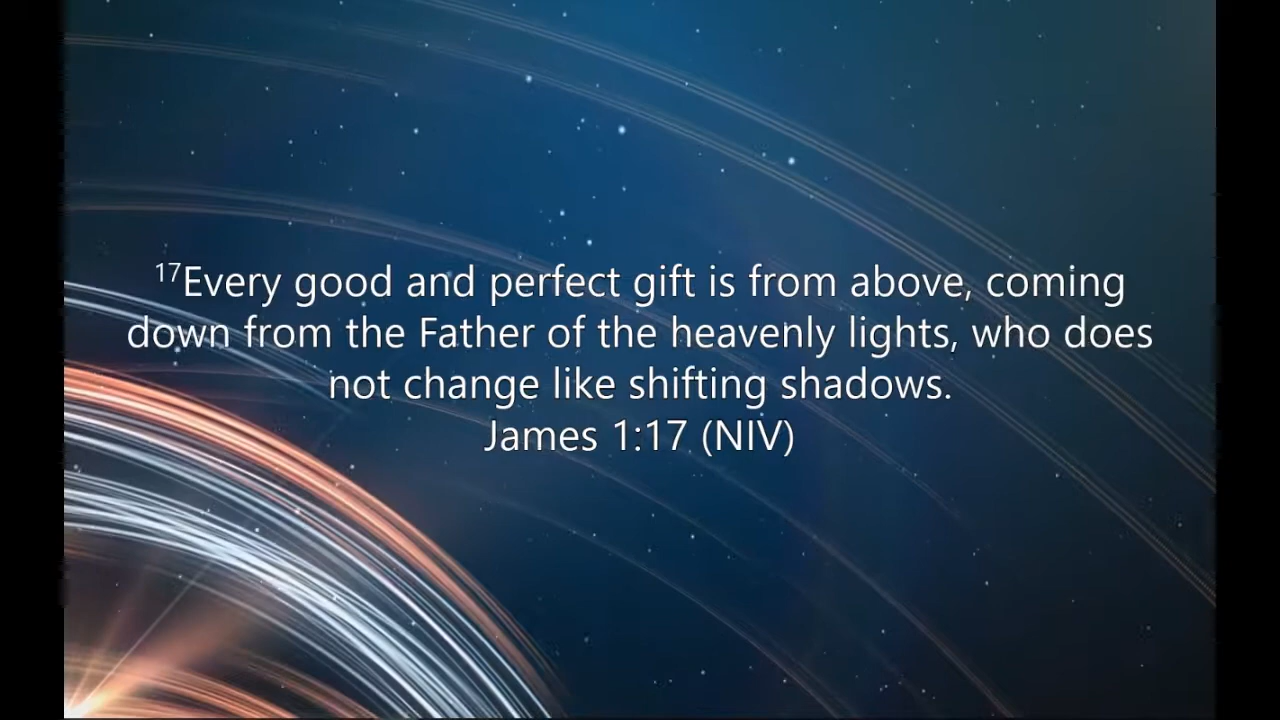 ¹⁷Every good and perfect gift is from above, coming
down from the Father of the heavenly lights, who does
not change like shifting shadows.
James 1:17 (NIV)